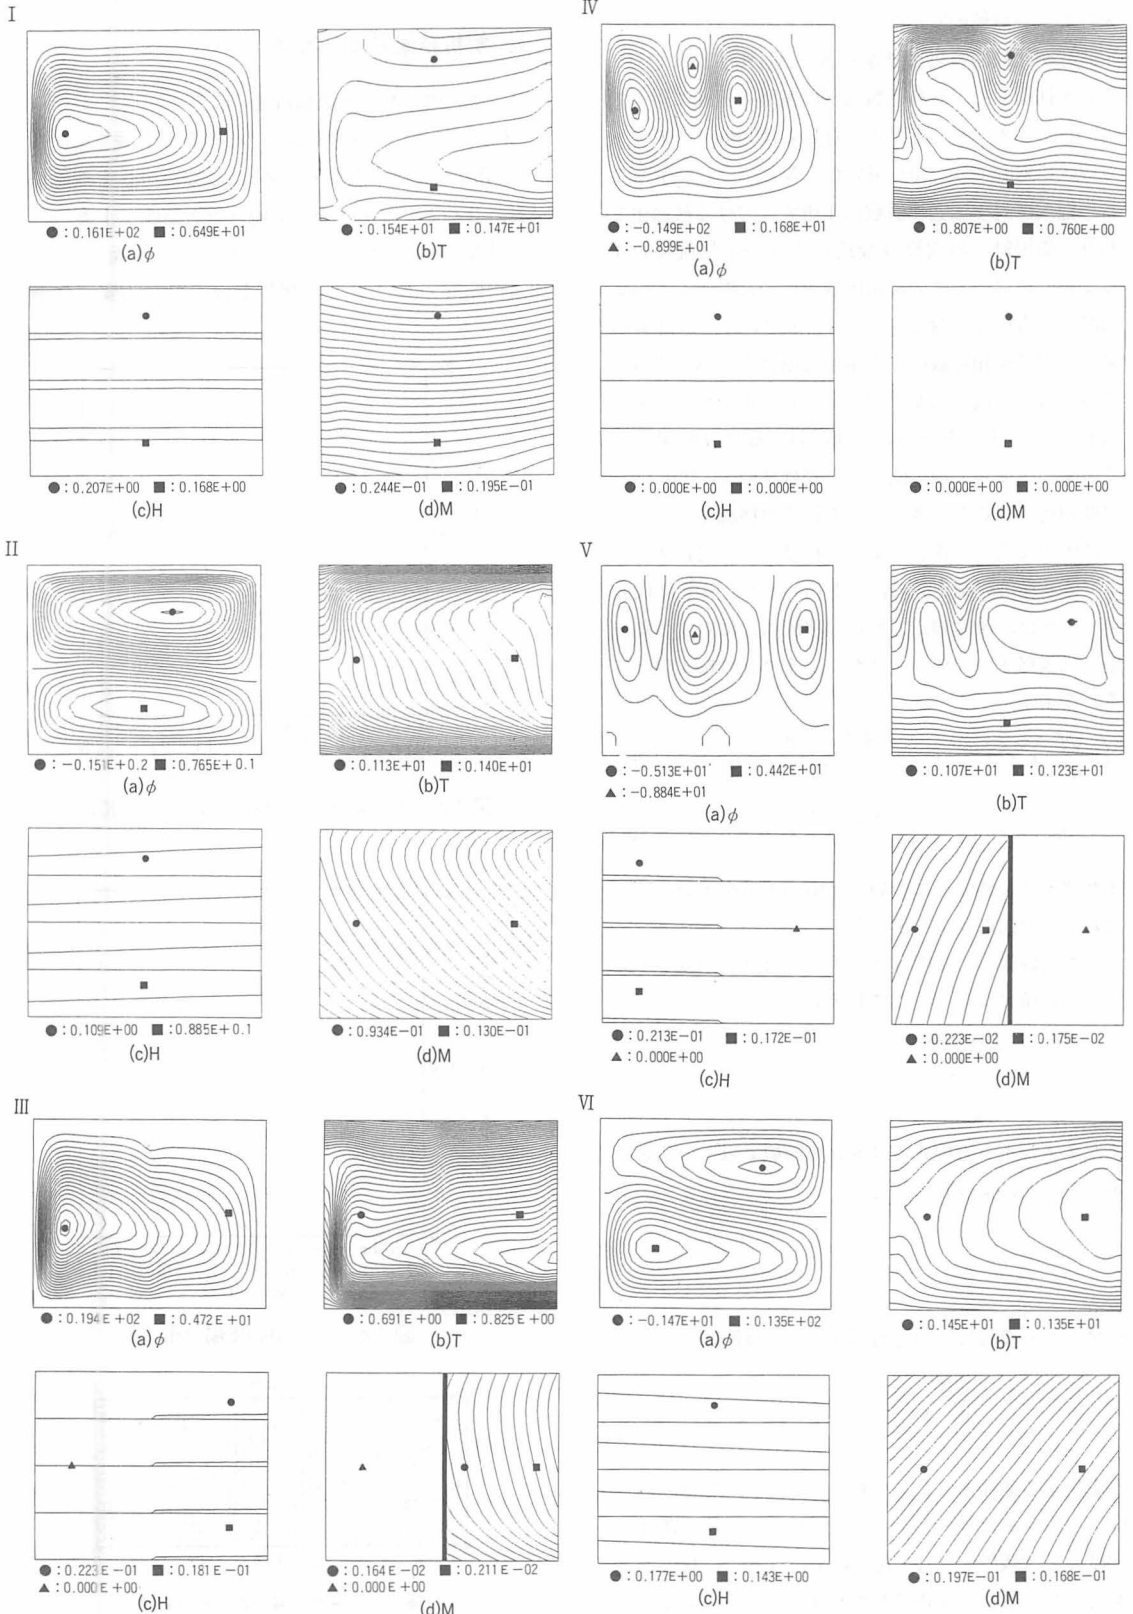 I
●：0.161E+02 ■：0.649E+01
(a)ϕ
●：0.154E+01 ■：0.147E+01
(b)T
●：0.207E+00 ■：0.168E+00
(c)H
●：0.244E−01 ■：0.195E−01
(d)M
II
●：−0.151E+0.2 ■：0.765E+0.1
(a)ϕ
●：0.113E+01 ■：0.140E+01
(b)T
●：0.109E+00 ■：0.885E+0.1
(c)H
●：0.934E−01 ■：0.130E−01
(d)M
III
●：0.194E+02 ■：0.472E+01
(a)ϕ
●：0.691E+00 ■：0.825E+00
(b)T
●：0.223E−01 ■：0.181E−01
▲：0.000E+00
(c)H
●：0.164E−02 ■：0.211E−02
▲：0.000E+00
(d)M
IV
●：−0.149E+02 ■：0.168E+01
▲：−0.899E+01
(a)ϕ
●：0.807E+00 ■：0.760E+00
(b)T
●：0.000E+00 ■：0.000E+00
(c)H
●：0.000E+00 ■：0.000E+00
(d)M
V
●：−0.513E+01 ■：0.442E+01
▲：−0.884E+01
(a)ϕ
●：0.107E+01 ■：0.123E+01
(b)T
●：0.213E−01 ■：0.172E−01
▲：0.000E+00
(c)H
●：0.223E−02 ■：0.175E−02
▲：0.000E+00
(d)M
VI
●：−0.147E+01 ■：0.135E+02
(a)ϕ
●：0.145E+01 ■：0.135E+01
(b)T
●：0.177E+00 ■：0.143E+00
(c)H
●：0.197E−01 ■：0.168E−01
(d)M